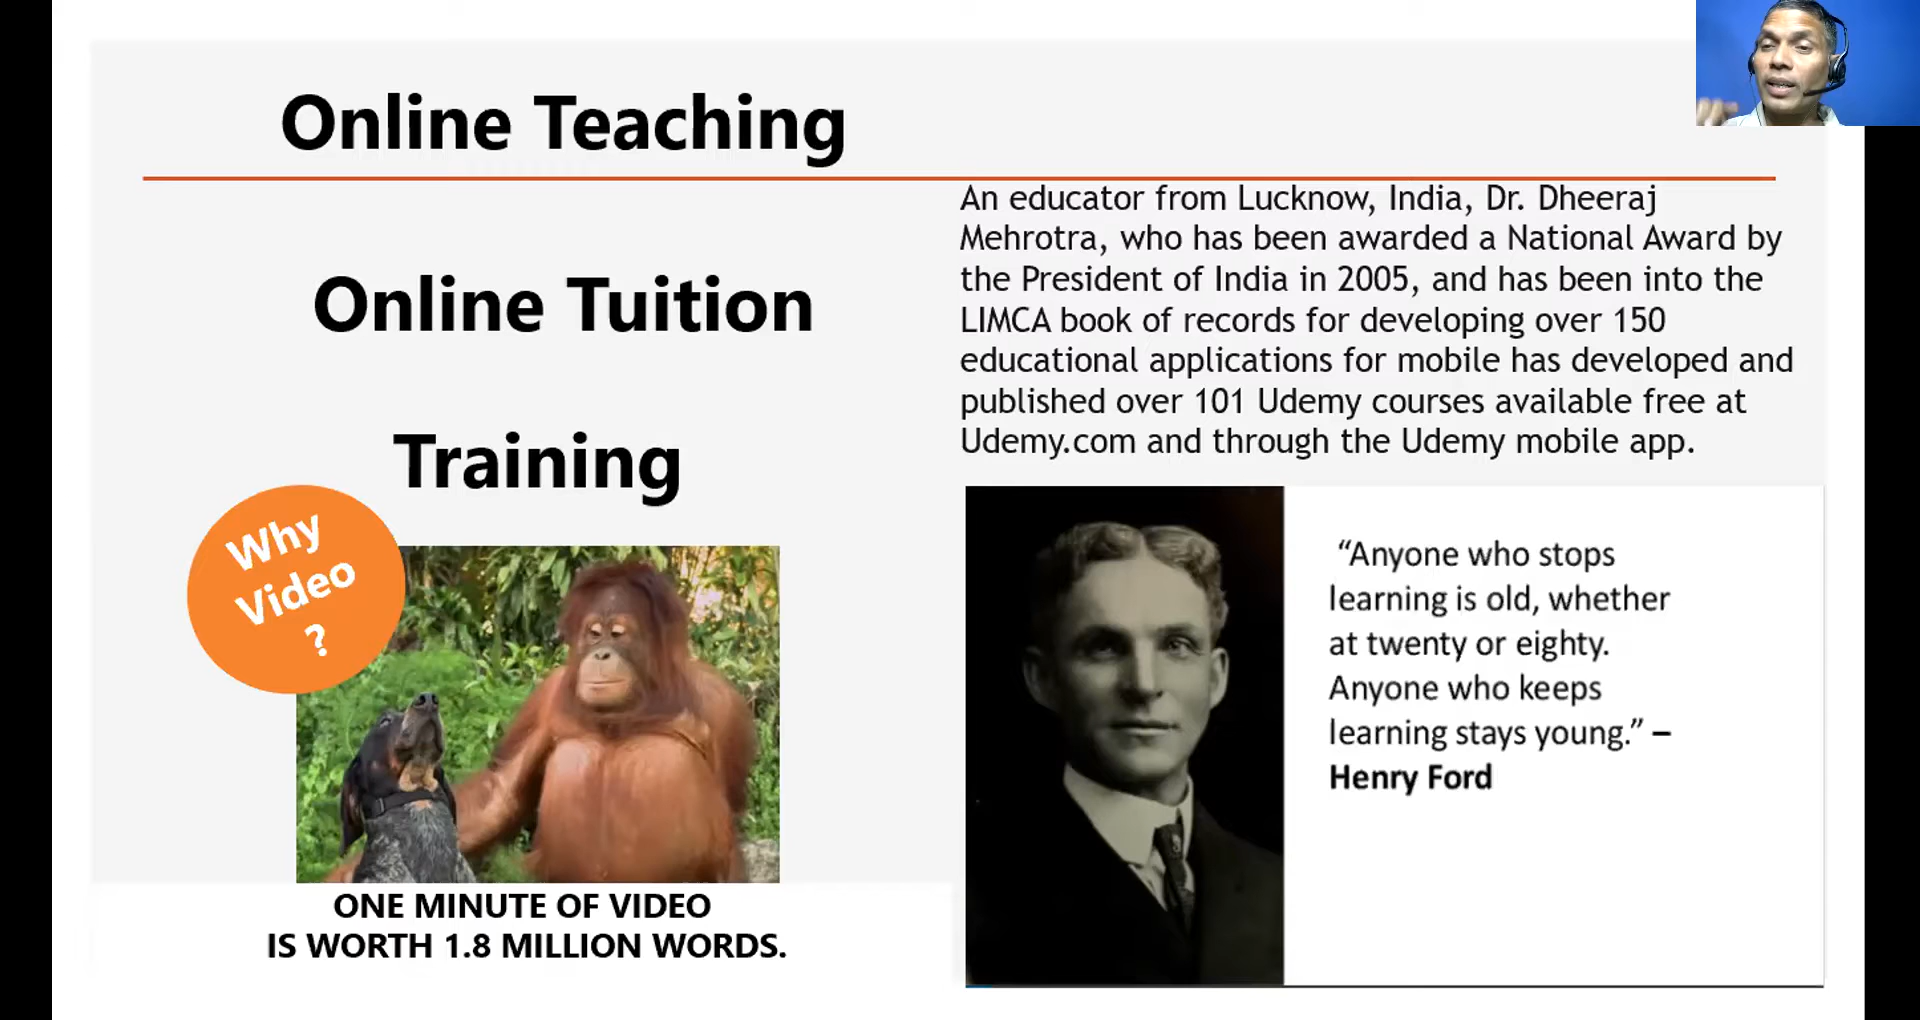 Online Teaching
Online Tuition
Training
Why
Video
?
ONE MINUTE OF VIDEO
IS WORTH 1.8 MILLION WORDS.
An educator from Lucknow, India, Dr. Dheeraj
Mehrotra, who has been awarded a National Award by
the President of India in 2005, and has been into the
LIMCA book of records for developing over 150
educational applications for mobile has developed and
published over 101 Udemy courses available free at
Udemy.com and through the Udemy mobile app.
“Anyone who stops
learning is old, whether
at twenty or eighty.
Anyone who keeps
learning stays young.” –
Henry Ford